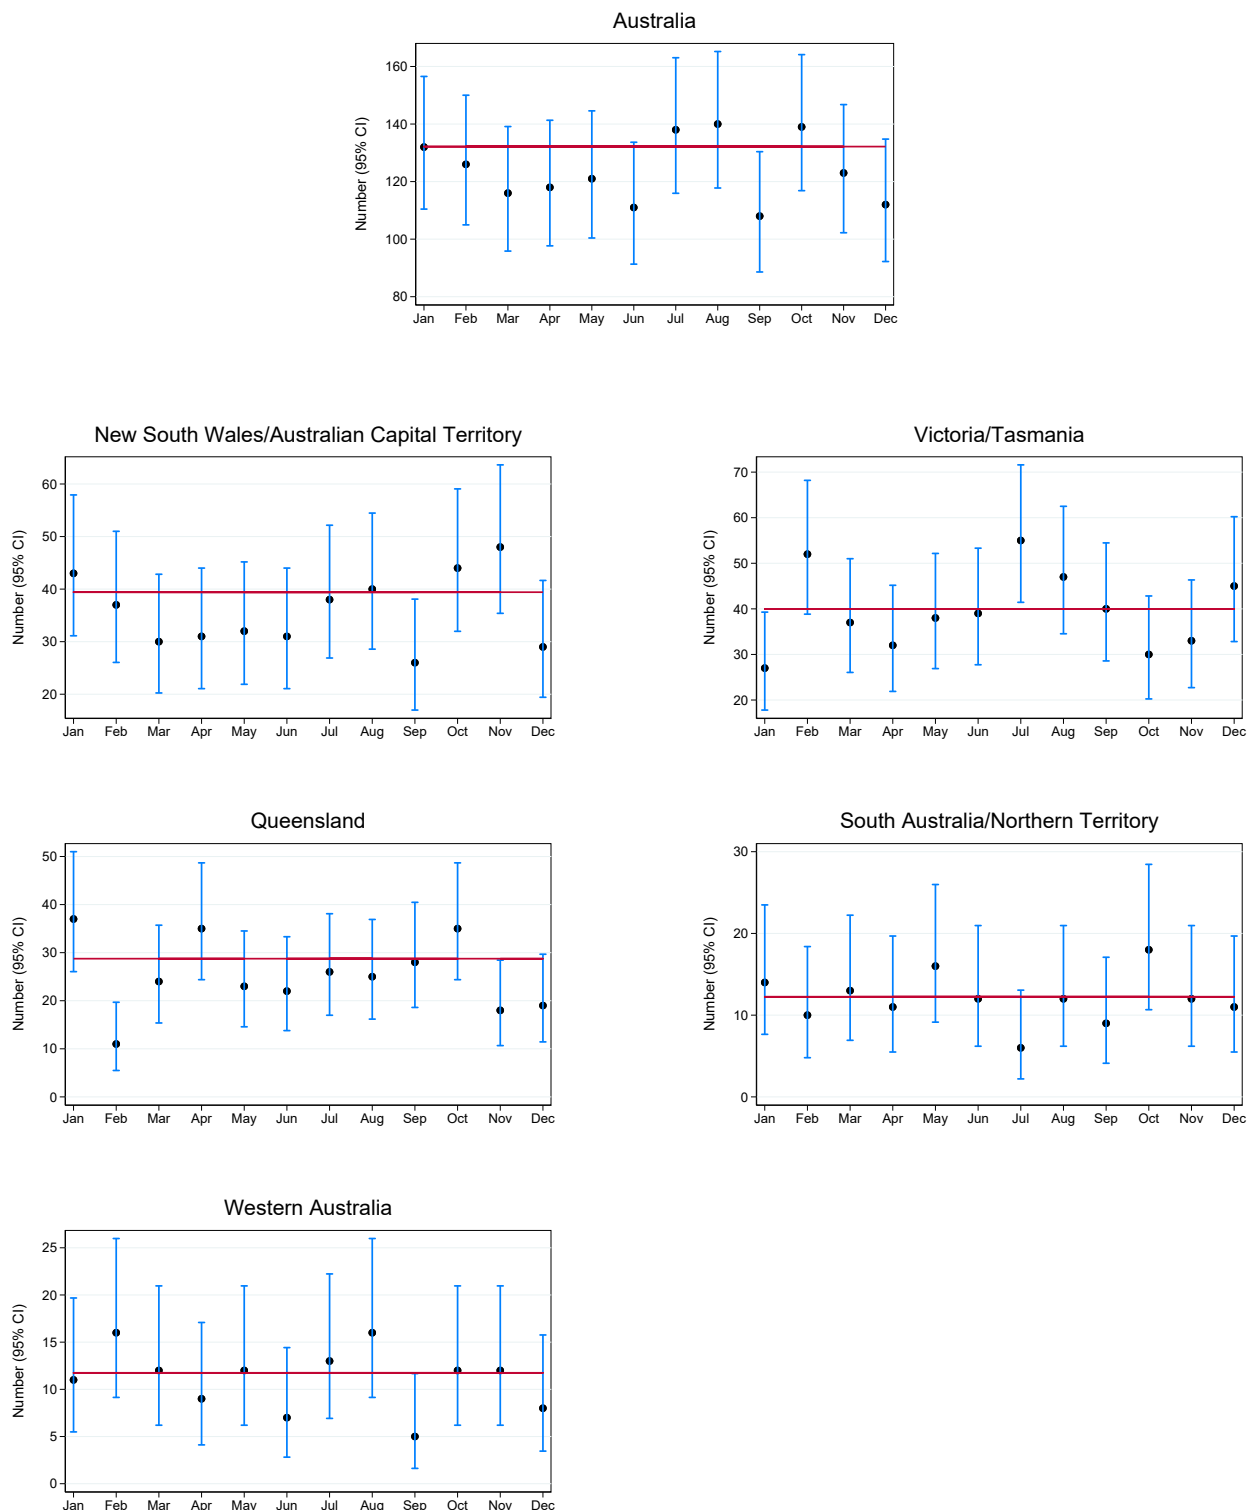 Australia
Number (95% CI)
160
140
120
100
80
Jan Feb Mar Apr May Jun Jul Aug Sep Oct Nov Dec
New South Wales/Australian Capital Territory
Number (95% CI)
60
50
40
30
20
Jan Feb Mar Apr May Jun Jul Aug Sep Oct Nov Dec
Victoria/Tasmania
Number (95% CI)
70
60
50
40
30
20
Jan Feb Mar Apr May Jun Jul Aug Sep Oct Nov Dec
Queensland
Number (95% CI)
50
40
30
20
10
0
Jan Feb Mar Apr May Jun Jul Aug Sep Oct Nov Dec
South Australia/Northern Territory
Number (95% CI)
30
20
10
0
Jan Feb Mar Apr May Jun Jul Aug Sep Oct Nov Dec
Western Australia
Number (95% CI)
25
20
15
10
5
0
Jan Feb Mar Apr May Jun Jul Aug Sep Oct Nov Dec